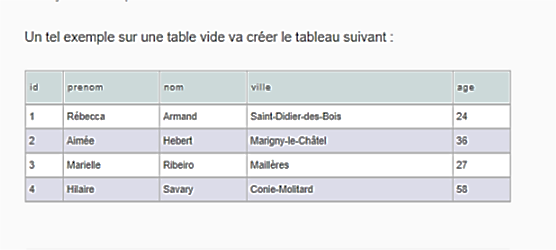 Un tel exemple sur une table vide va créer le tableau suivant :
id prenom nom ville age
1 Rébecca Armand Saint-Didier-des-Bois 24
2 Aimée Hebert Marigny-le-Châtel 36
3 Marielle Ribeiro Maillères 27
4 Hilaire Savary Conie-Molitard 58